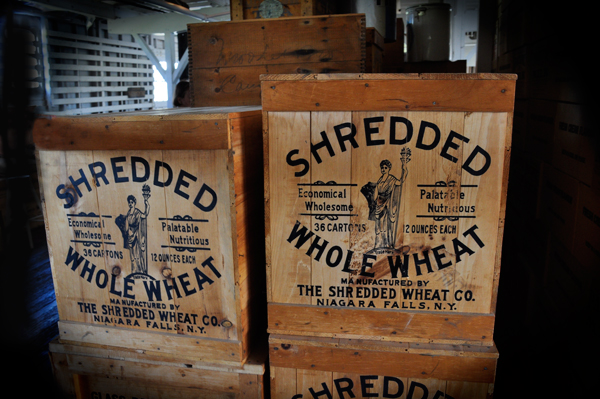 SHREDDED
Economical
Wholesome
Palatable
Nutritious
36 CARTONS
12 OUNCES EACH
WHOLE WHEAT
MANUFACTURED BY
THE SHREDDED WHEAT CO.
NIAGARA FALLS, N.Y.
SHREDDED
Economical
Wholesome
Palatable
Nutritious
36 CARTONS
12 OUNCES EACH
WHOLE WHEAT
MANUFACTURED BY
THE SHREDDED WHEAT CO.
NIAGARA FALLS, N.Y.
SHREDDED